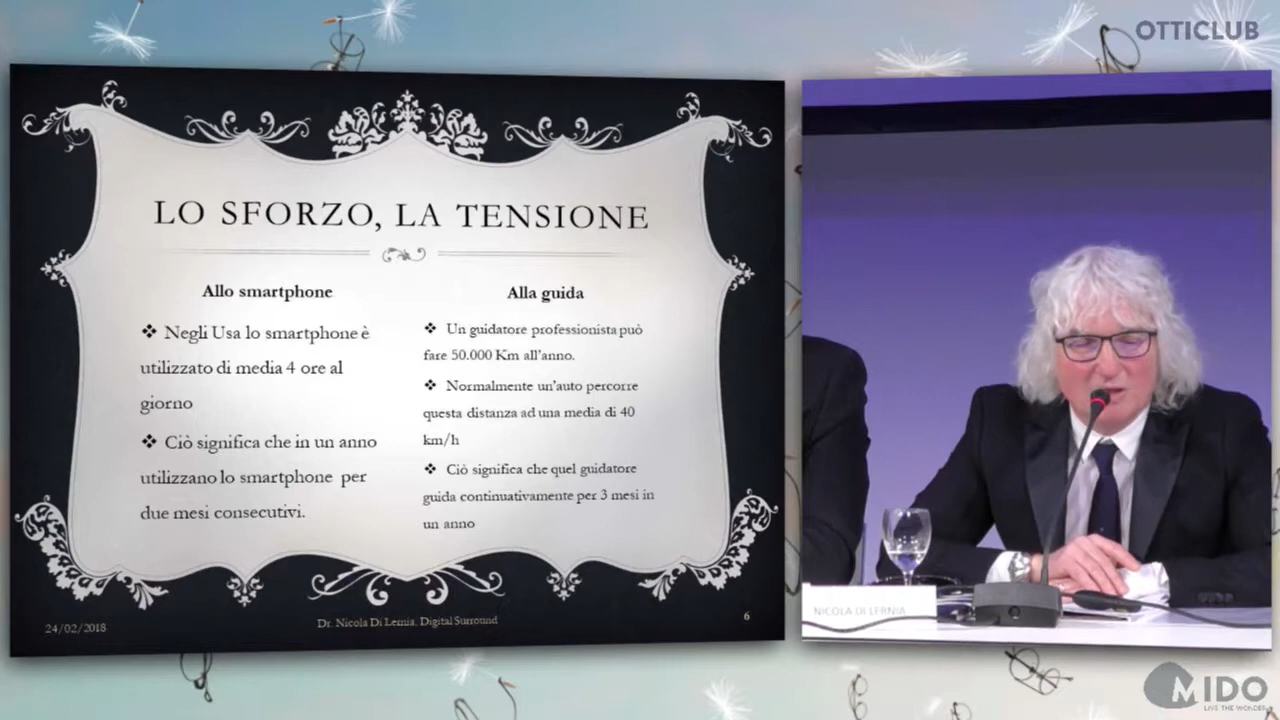 OTTICLUB
LO SFORZO, LA TENSIONE
Allo smartphone
❖ Negli Usa lo smartphone è
utilizzato di media 4 ore al
giorno
❖ Ciò significa che in un anno
utilizzano lo smartphone per
due mesi consecutivi.
Alla guida
❖ Un guidatore professionista può
fare 50.000 Km all'anno.
❖ Normalmente un'auto percorre
questa distanza ad una media di 40
km/h
❖ Ciò significa che quel guidatore
guida continuativamente per 3 mesi in
un anno
24/02/2018
Dr. Nicola Di Lernia. Digital Surround
6
NICOLA DI LERNIA
MIDO
LIVE THE WONDER